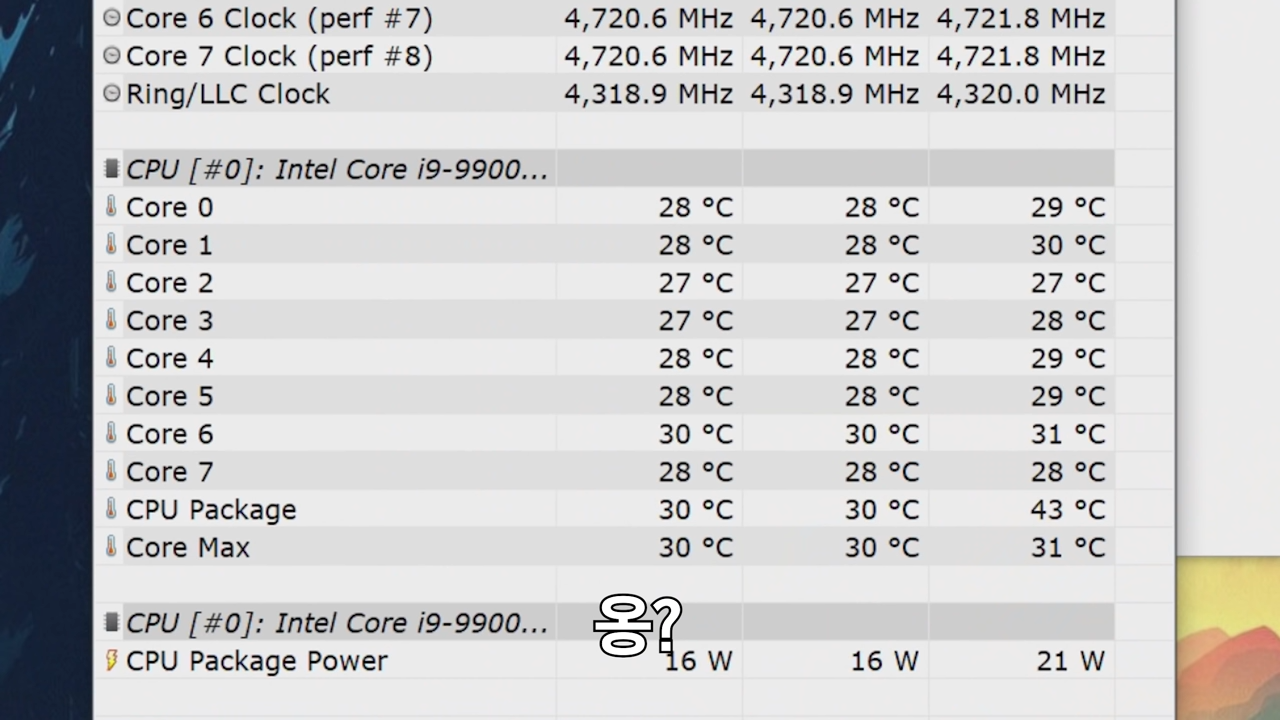 Core 6 Clock (perf #7) 4,720.6 MHz 4,720.6 MHz 4,721.8 MHz
Core 7 Clock (perf #8) 4,720.6 MHz 4,720.6 MHz 4,721.8 MHz
Ring/LLC Clock 4,318.9 MHz 4,318.9 MHz 4,320.0 MHz
CPU [#0]: Intel Core i9-9900...
Core 0 28 °C 28 °C 29 °C
Core 1 28 °C 28 °C 30 °C
Core 2 27 °C 27 °C 27 °C
Core 3 27 °C 27 °C 28 °C
Core 4 28 °C 28 °C 29 °C
Core 5 28 °C 28 °C 29 °C
Core 6 30 °C 30 °C 31 °C
Core 7 28 °C 28 °C 28 °C
CPU Package 30 °C 30 °C 43 °C
Core Max 30 °C 30 °C 31 °C
CPU [#0]: Intel Core i9-9900...
옹?
CPU Package Power 16 W 16 W 21 W